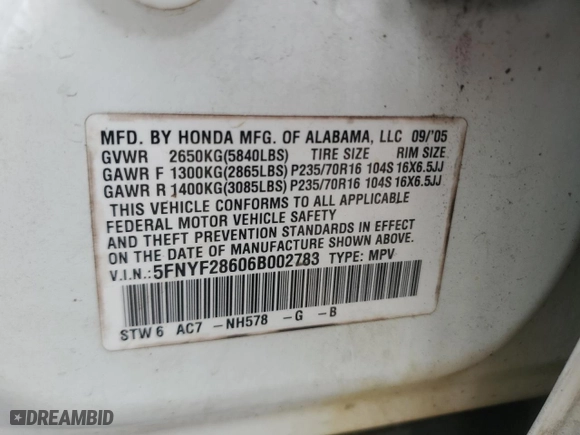 MFD. BY HONDA MFG. OF ALABAMA, LLC 09/'05
GVWR 2650KG(5840LBS) TIRE SIZE RIM SIZE
GAWR F 1300KG(2865LBS) P235/70R16 104S 16X6.5JJ
GAWR R 1400KG(3085LBS) P235/70R16 104S 16X6.5JJ
THIS VEHICLE CONFORMS TO ALL APPLICABLE
FEDERAL MOTOR VEHICLE SAFETY
AND THEFT PREVENTION STANDARDS IN EFFECT
ON THE DATE OF MANUFACTURE SHOWN ABOVE.
V.I.N.: 5FNYF28606B002783 TYPE: MPV
STW 6 AC7 -NH578 -G -B
DREAMBID